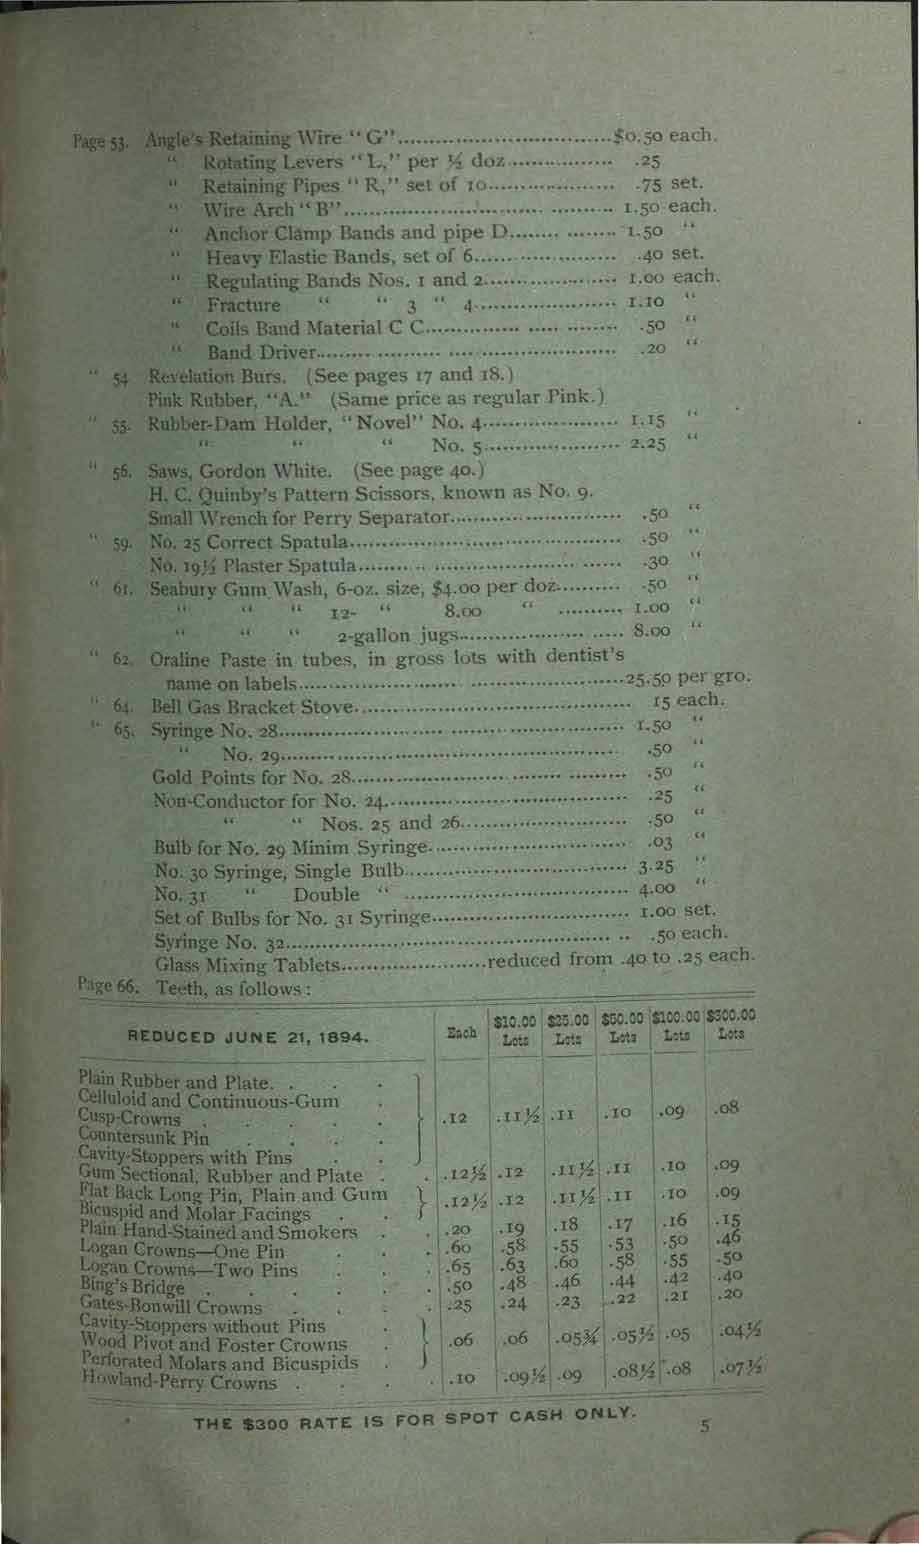 Page 53. Angle's Retaining Wire "G"................................$0.50 each.
" Rotating Levers "L," per ½ doz................. .25
" Retaining Pipes "R," set of 10..................... .75 set.
" Wire Arch "B"........................................ 1.50 each.
" Anchor Clamp Bands and pipe D................ 1.50 "
" Heavy Elastic Bands, set of 6..................... .40 set.
" Regulating Bands Nos. 1 and 2.................... 1.00 each.
" Fracture " " 3 " 4...................... 1.10 "
" Coils Band Material C C............................ .50 "
" Band Driver............................................. .20 "
" 54 Revelation Burs. (See pages 17 and 18.)
Pink Rubber, "A." (Same price as regular Pink.)
" 55. Rubber-Dam Holder, "Novel" No. 4..................... 1.15 "
" " " No. 5..................... 2.25 "
" 56. Saws, Gordon White. (See page 40.)
H. C. Quinby's Pattern Scissors, known as No. 9.
Small Wrench for Perry Separator.......................... .50 "
" 59. No. 25 Correct Spatula........................................ .50 "
No. 19½ Plaster Spatula....................................... .30 "
" 61. Seabury Gum Wash, 6-oz. size, $4.00 per doz.......... .50 "
" " " 12- " 8.00 " .......... 1.00 "
" " " 2-gallon jugs......................... 8.00 "
" 62. Oraline Paste in tubes, in gross lots with dentist's
name on labels................................................25.50 per gro.
" 64. Bell Gas Bracket Stove........................................ 15 each.
" 65. Syringe No. 28.................................................. 1.50 "
" No. 29.................................................. .50 "
Gold Points for No. 28......................................... .50 "
Non-Conductor for No. 24.................................... .25 "
" " Nos. 25 and 26......................... .50 "
Bulb for No. 29 Minim Syringe............................. .03 "
No. 30 Syringe, Single Bulb.................................. 3.25 "
No. 31 " Double " .................................. 4.00 "
Set of Bulbs for No. 31 Syringe............................. 1.00 set.
Syringe No. 32.................................................. .50 each.
Glass Mixing Tablets........................reduced from .40 to .25 each.
Page 66. Teeth, as follows:
REDUCED JUNE 21, 1894. Each $10.00 Lots $25.00 Lots $50.00 Lots $100.00 Lots $300.00 Lots
Plain Rubber and Plate. . . .
Celluloid and Continuous-Gum .
Cusp-Crowns . . . . . .12 .11½ .11 .10 .09 .08
Countersunk Pin . . . .
Cavity-Stoppers with Pins . .
Gum Sectional, Rubber and Plate . . .12½ .12 .11½ .11 .10 .09
Flat Back Long Pin, Plain and Gum .12½ .12 .11½ .11 .10 .09
Bicuspid and Molar Facings . .
Plain Hand-Stained and Smokers . . .20 .19 .18 .17 .16 .15
Logan Crowns—One Pin . . . .60 .58 .55 .53 .50 .46
Logan Crowns—Two Pins . . . .65 .63 .60 .58 .55 .50
Bing's Bridge . . . . . . .50 .48 .46 .44 .42 .40
Gates-Bonwill Crowns . . . . .25 .24 .23 .22 .21 .20
Cavity-Stoppers without Pins .
Wood Pivot and Foster Crowns . .06 .06 .05¾ .05½ .05 .04½
Perforated Molars and Bicuspids .
Howland-Perry Crowns . . . . .10 .09½ .09 .08½ .08 .07½
THE $300 RATE IS FOR SPOT CASH ONLY.
5